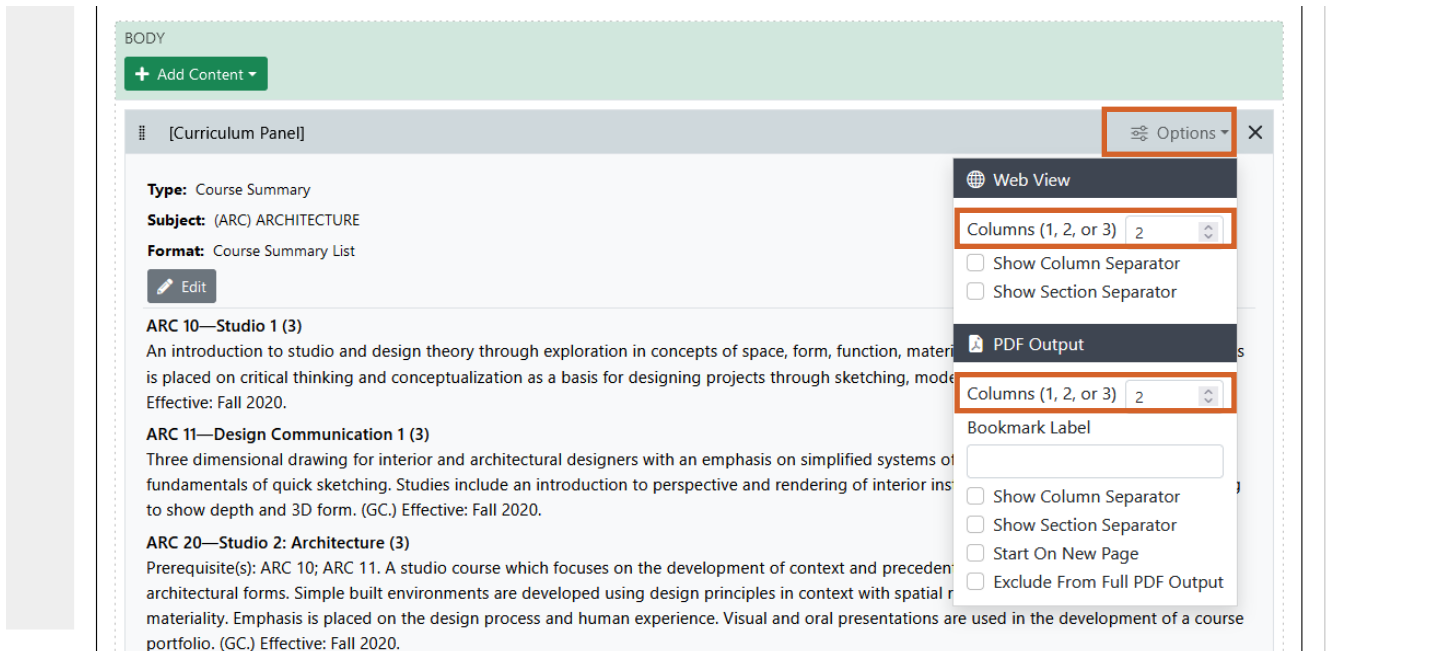 BODY
Add Content
[Curriculum Panel]
Options
Type: Course Summary
Subject: (ARC) ARCHITECTURE
Format: Course Summary List
Edit
ARC 10—Studio 1 (3)
An introduction to studio and design theory through exploration in concepts of space, form, function,
is placed on critical thinking and conceptualization as a basis for designing projects through sketching,
Effective: Fall 2020.
ARC 11—Design Communication 1 (3)
Three dimensional drawing for interior and architectural designers with an emphasis on simplified systems
fundamentals of quick sketching. Studies include an introduction to perspective and rendering of interior
to show depth and 3D form. (GC.) Effective: Fall 2020.
ARC 20—Studio 2: Architecture (3)
Prerequisite(s): ARC 10; ARC 11. A studio course which focuses on the development of context and
architectural forms. Simple built environments are developed using design principles in context with spatial
materiality. Emphasis is placed on the design process and human experience. Visual and oral presentations are used in the development of a course
portfolio. (GC.) Effective: Fall 2020.
Web View
Columns (1, 2, or 3) 2
Show Column Separator
Show Section Separator
PDF Output
Columns (1, 2, or 3) 2
Bookmark Label
Show Column Separator
Show Section Separator
Start On New Page
Exclude From Full PDF Output